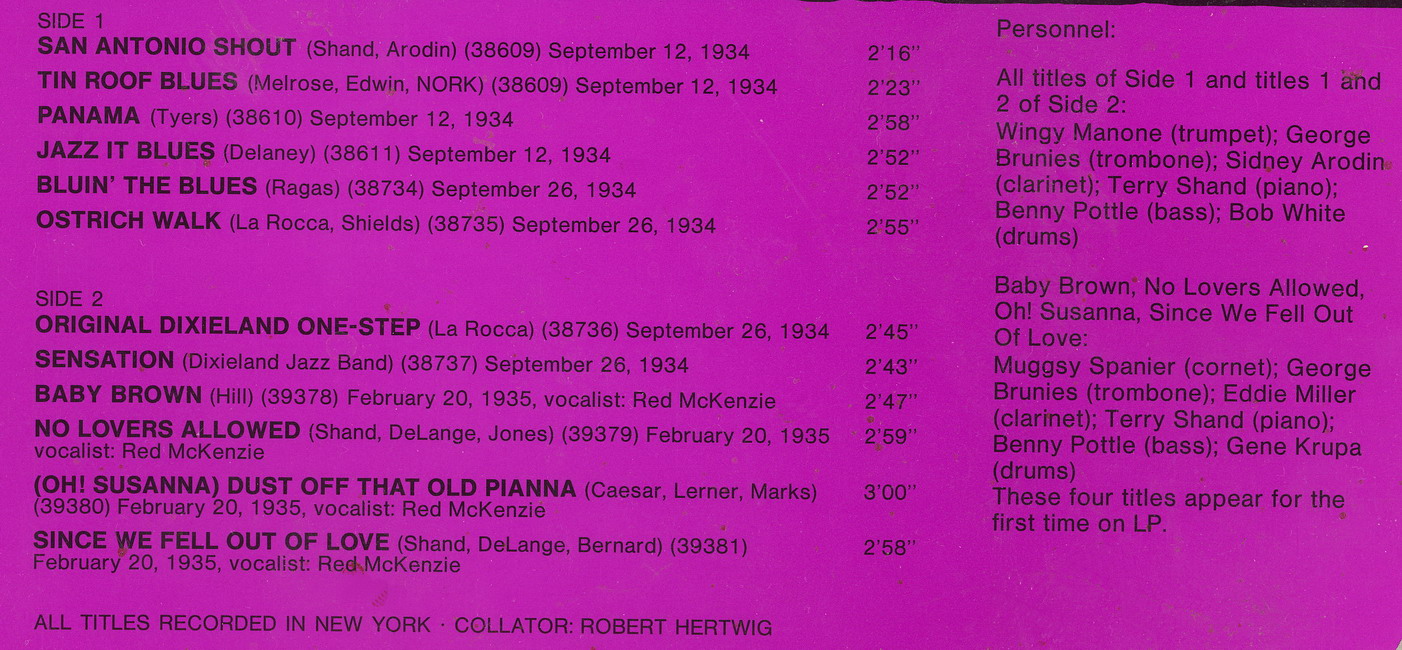 SIDE 1
SAN ANTONIO SHOUT (Shand, Arodin) (38609) September 12, 1934 2'16''
TIN ROOF BLUES (Melrose, Edwin, NORK) (38609) September 12, 1934 2'23''
PANAMA (Tyers) (38610) September 12, 1934 2'58''
JAZZ IT BLUES (Delaney) (38611) September 12, 1934 2'52''
BLUIN' THE BLUES (Ragas) (38734) September 26, 1934 2'52''
OSTRICH WALK (La Rocca, Shields) (38735) September 26, 1934 2'55''
SIDE 2
ORIGINAL DIXIELAND ONE-STEP (La Rocca) (38736) September 26, 1934 2'45''
SENSATION (Dixieland Jazz Band) (38737) September 26, 1934 2'43''
BABY BROWN (Hill) (39378) February 20, 1935, vocalist: Red McKenzie 2'47''
NO LOVERS ALLOWED (Shand, DeLange, Jones) (39379) February 20, 1935 2'59''
vocalist: Red McKenzie
(OH! SUSANNA) DUST OFF THAT OLD PIANNA (Caesar, Lerner, Marks) 3'00''
(39380) February 20, 1935, vocalist: Red McKenzie
SINCE WE FELL OUT OF LOVE (Shand, DeLange, Bernard) (39381) 2'58''
February 20, 1935, vocalist: Red McKenzie
ALL TITLES RECORDED IN NEW YORK · COLLATOR: ROBERT HERTWIG
Personnel:
All titles of Side 1 and titles 1 and
2 of Side 2:
Wingy Manone (trumpet); George
Brunies (trombone); Sidney Arodin
(clarinet); Terry Shand (piano);
Benny Pottle (bass); Bob White
(drums)
Baby Brown, No Lovers Allowed,
Oh! Susanna, Since We Fell Out
Of Love:
Muggsy Spanier (cornet); George
Brunies (trombone); Eddie Miller
(clarinet); Terry Shand (piano);
Benny Pottle (bass); Gene Krupa
(drums)
These four titles appear for the
first time on LP.